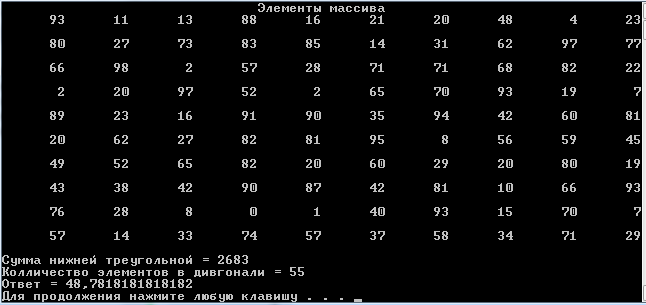 Элементы массива
93 11 13 88 16 21 20 48 4 23
80 27 73 83 85 14 31 62 97 77
66 98 2 57 28 71 71 68 82 22
2 20 97 52 2 65 70 93 19 7
89 23 16 91 90 35 94 42 60 81
20 62 27 82 81 95 8 56 59 45
49 52 65 82 20 60 29 20 80 19
43 38 42 90 87 42 81 10 66 93
76 28 8 0 1 40 93 15 70 7
57 14 33 74 57 37 58 34 71 29
Сумма нижней треугольной = 2683
Колличество элементов в дивгонали = 55
Ответ = 48,7818181818182
Для продолжения нажмите любую клавишу . . . _